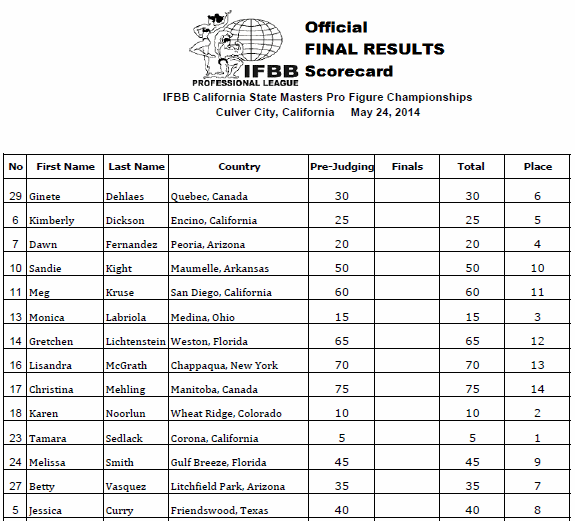 Official
FINAL RESULTS
IFBB Scorecard
PROFESSIONAL LEAGUE
IFBB California State Masters Pro Figure Championships
Culver City, California May 24, 2014
No First Name Last Name Country Pre-Judging Finals Total Place
29 Ginete Dehlaes Quebec, Canada 30 30 6
6 Kimberly Dickson Encino, California 25 25 5
7 Dawn Fernandez Peoria, Arizona 20 20 4
10 Sandie Kight Maumelle, Arkansas 50 50 10
11 Meg Kruse San Diego, California 60 60 11
13 Monica Labriola Medina, Ohio 15 15 3
14 Gretchen Lichtenstein Weston, Florida 65 65 12
16 Lisandra McGrath Chappaqua, New York 70 70 13
17 Christina Mehling Manitoba, Canada 75 75 14
18 Karen Noorlun Wheat Ridge, Colorado 10 10 2
23 Tamara Sedlack Corona, California 5 5 1
24 Melissa Smith Gulf Breeze, Florida 45 45 9
27 Betty Vasquez Litchfield Park, Arizona 35 35 7
5 Jessica Curry Friendswood, Texas 40 40 8